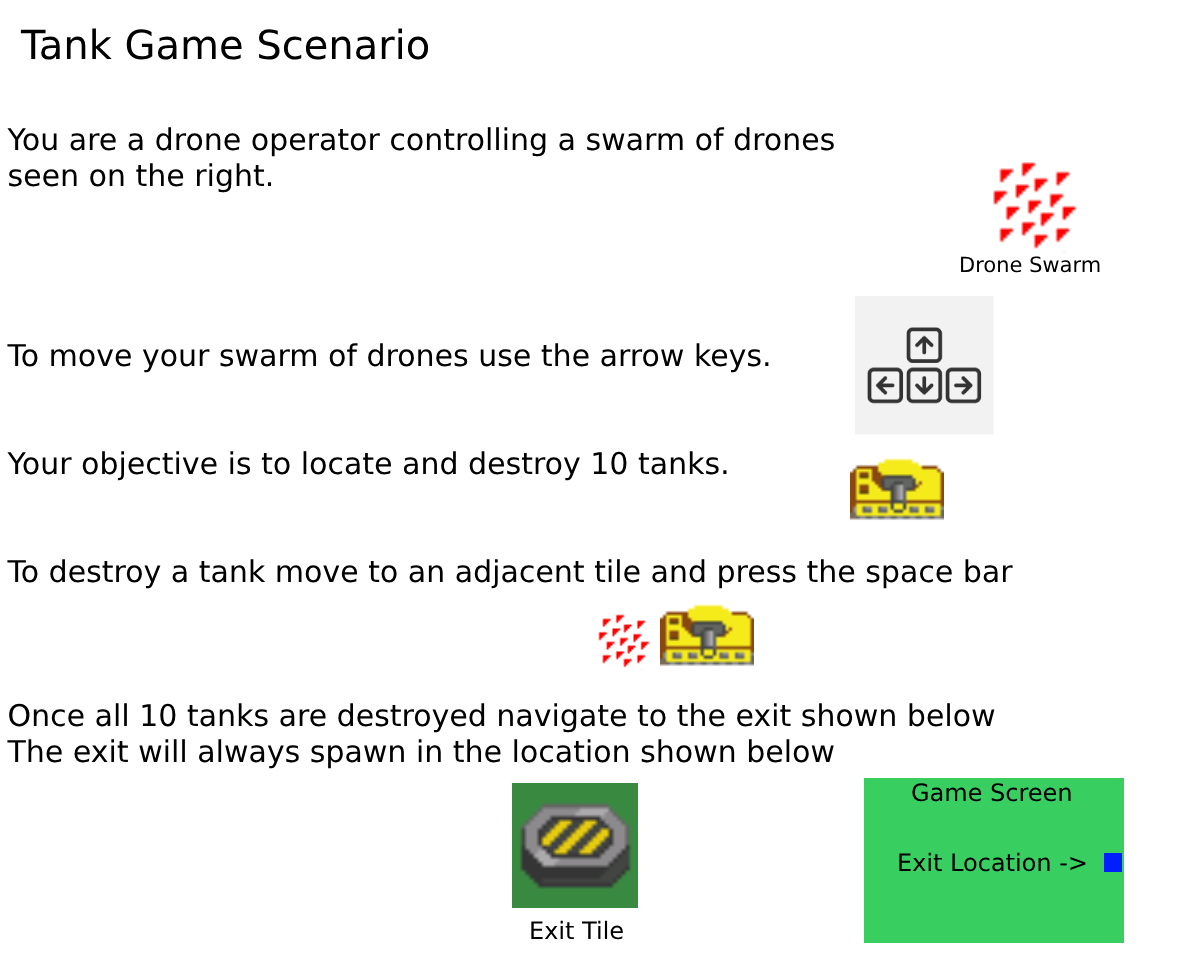 Tank Game Scenario
You are a drone operator controlling a swarm of drones
seen on the right.
Drone Swarm
To move your swarm of drones use the arrow keys.
Your objective is to locate and destroy 10 tanks.
To destroy a tank move to an adjacent tile and press the space bar
Once all 10 tanks are destroyed navigate to the exit shown below
The exit will always spawn in the location shown below
Game Screen
Exit Location ->
Exit Tile